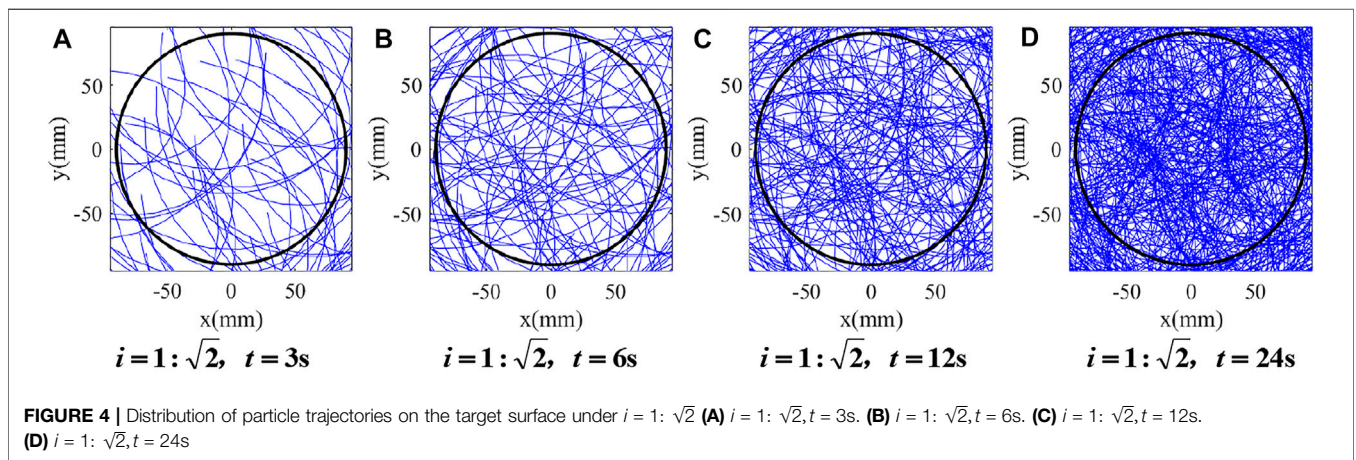 A B C D
50 50 50 50
0 0 0 0
-50 -50 -50 -50
y(mm) y(mm) y(mm) y(mm)
-50 0 50 -50 0 50 -50 0 50 -50 0 50
x(mm) x(mm) x(mm) x(mm)
i = 1 : √2, t = 3s i = 1 : √2, t = 6s i = 1 : √2, t = 12s i = 1 : √2, t = 24s
FIGURE 4 | Distribution of particle trajectories on the target surface under i = 1: √2 (A) i = 1: √2, t = 3s. (B) i = 1: √2, t = 6s. (C) i = 1: √2, t = 12s.
(D) i = 1: √2, t = 24s